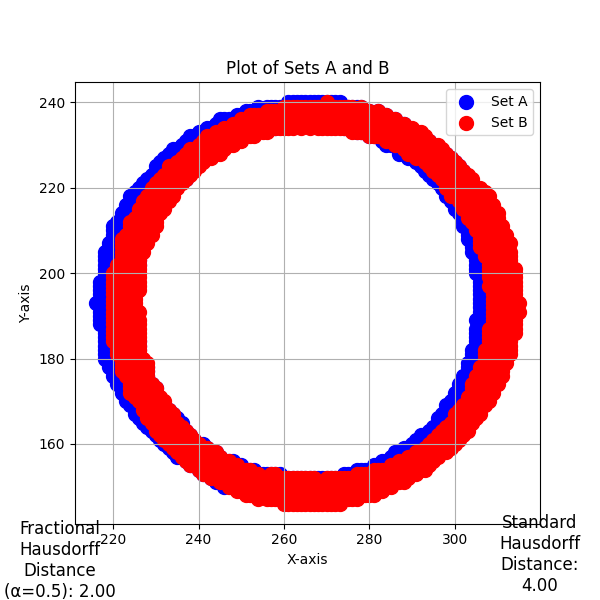 Plot of Sets A and B
Set A
Set B
240
220
200
180
160
Y-axis
220
240
260
280
300
X-axis
Fractional
Hausdorff
Distance
(α=0.5): 2.00
Standard
Hausdorff
Distance:
4.00